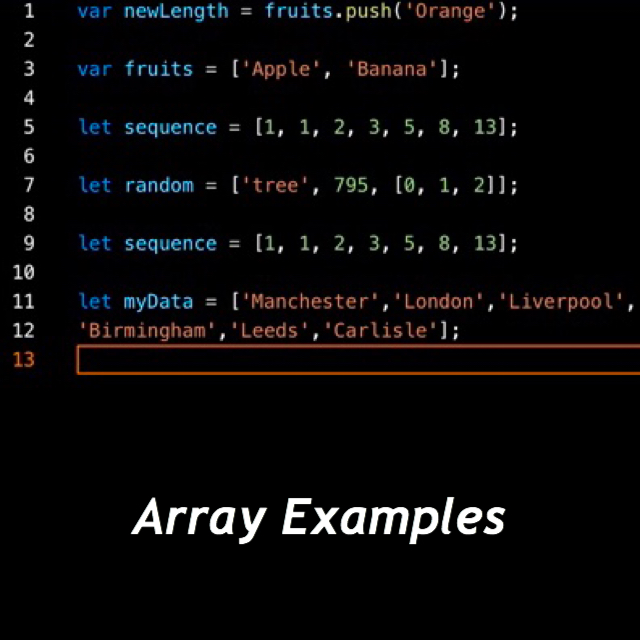 1 var newLength = fruits.push('Orange');
2
3 var fruits = ['Apple', 'Banana'];
4
5 let sequence = [1, 1, 2, 3, 5, 8, 13];
6
7 let random = ['tree', 795, [0, 1, 2]];
8
9 let sequence = [1, 1, 2, 3, 5, 8, 13];
10
11 let myData = ['Manchester','London','Liverpool',
12 'Birmingham','Leeds','Carlisle'];
13
Array Examples